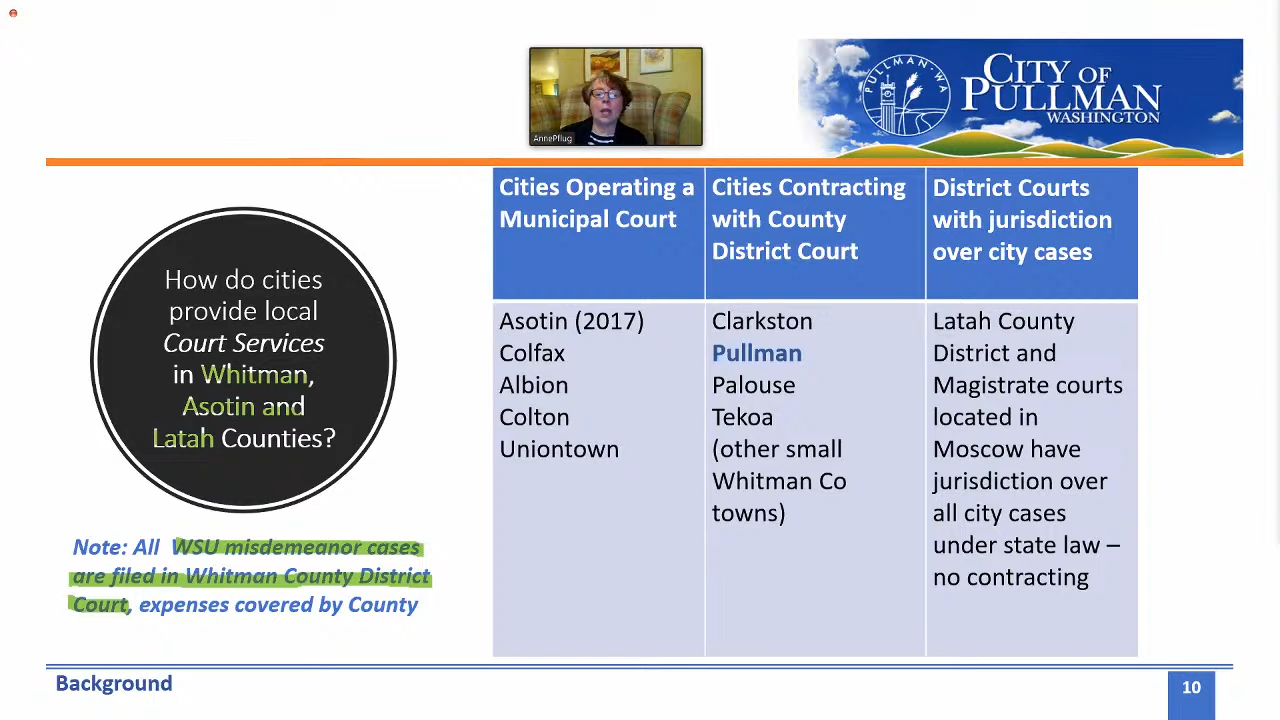 AnnePflug
PULLMAN · WA
CITY OF
PULLMAN
WASHINGTON
How do cities
provide local
Court Services
in Whitman,
Asotin and
Latah Counties?
Note: All WSU misdemeanor cases
are filed in Whitman County District
Court, expenses covered by County
Cities Operating a
Municipal Court
Asotin (2017)
Colfax
Albion
Colton
Uniontown
Cities Contracting
with County
District Court
Clarkston
Pullman
Palouse
Tekoa
(other small
Whitman Co
towns)
District Courts
with jurisdiction
over city cases
Latah County
District and
Magistrate courts
located in
Moscow have
jurisdiction over
all city cases
under state law –
no contracting
Background
10